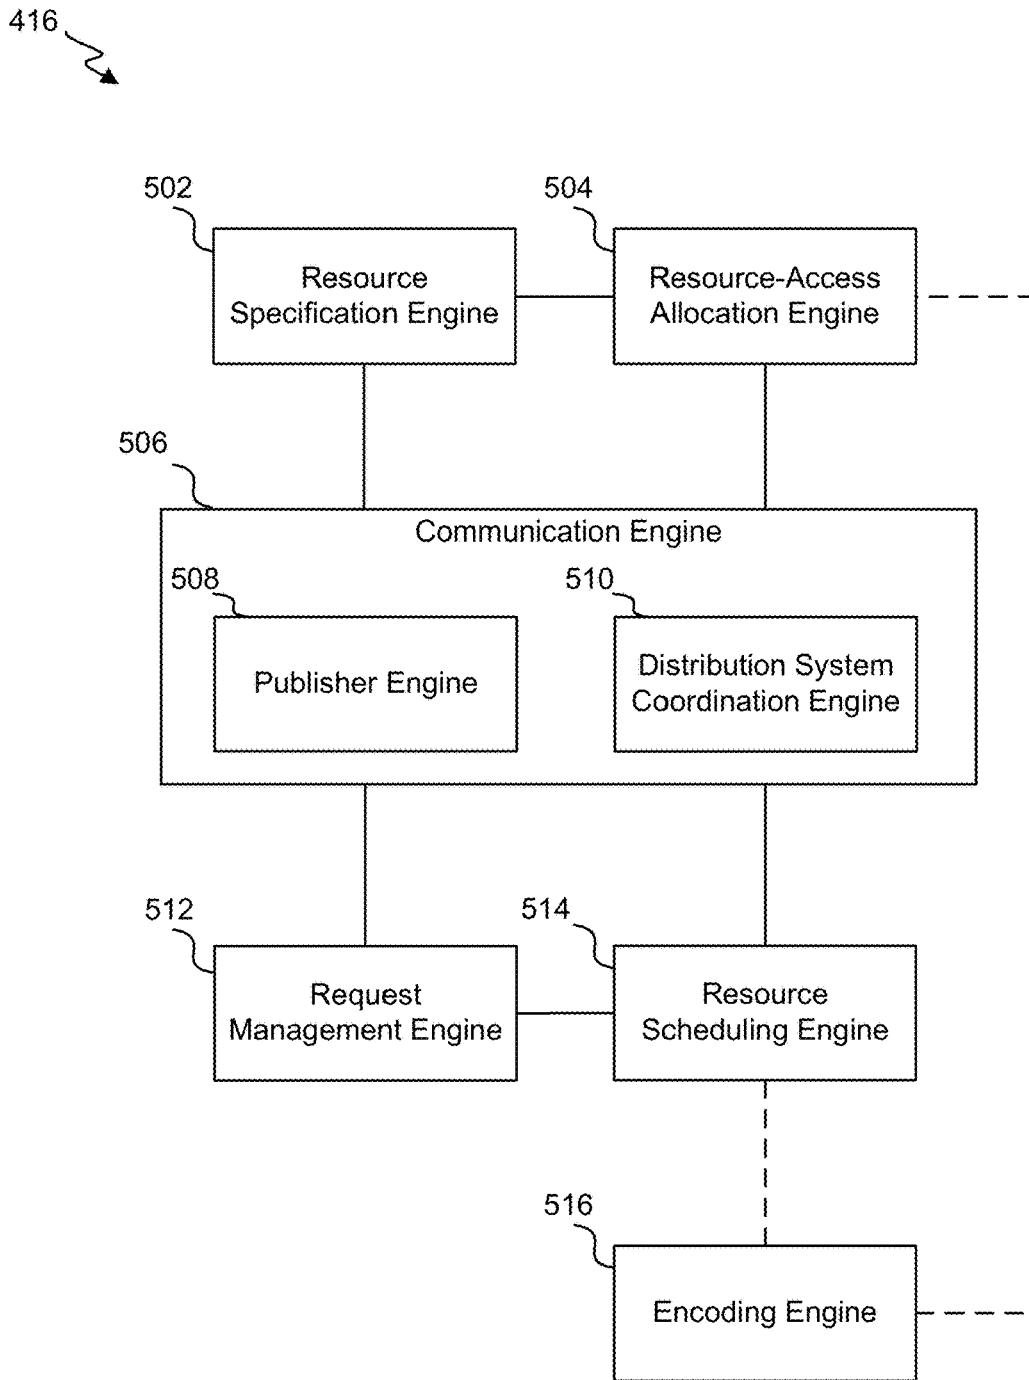 416
502
504
Resource
Specification Engine
Resource-Access
Allocation Engine
506
Communication Engine
508
510
Publisher Engine
Distribution System
Coordination Engine
512
514
Request
Management Engine
Resource
Scheduling Engine
516
Encoding Engine